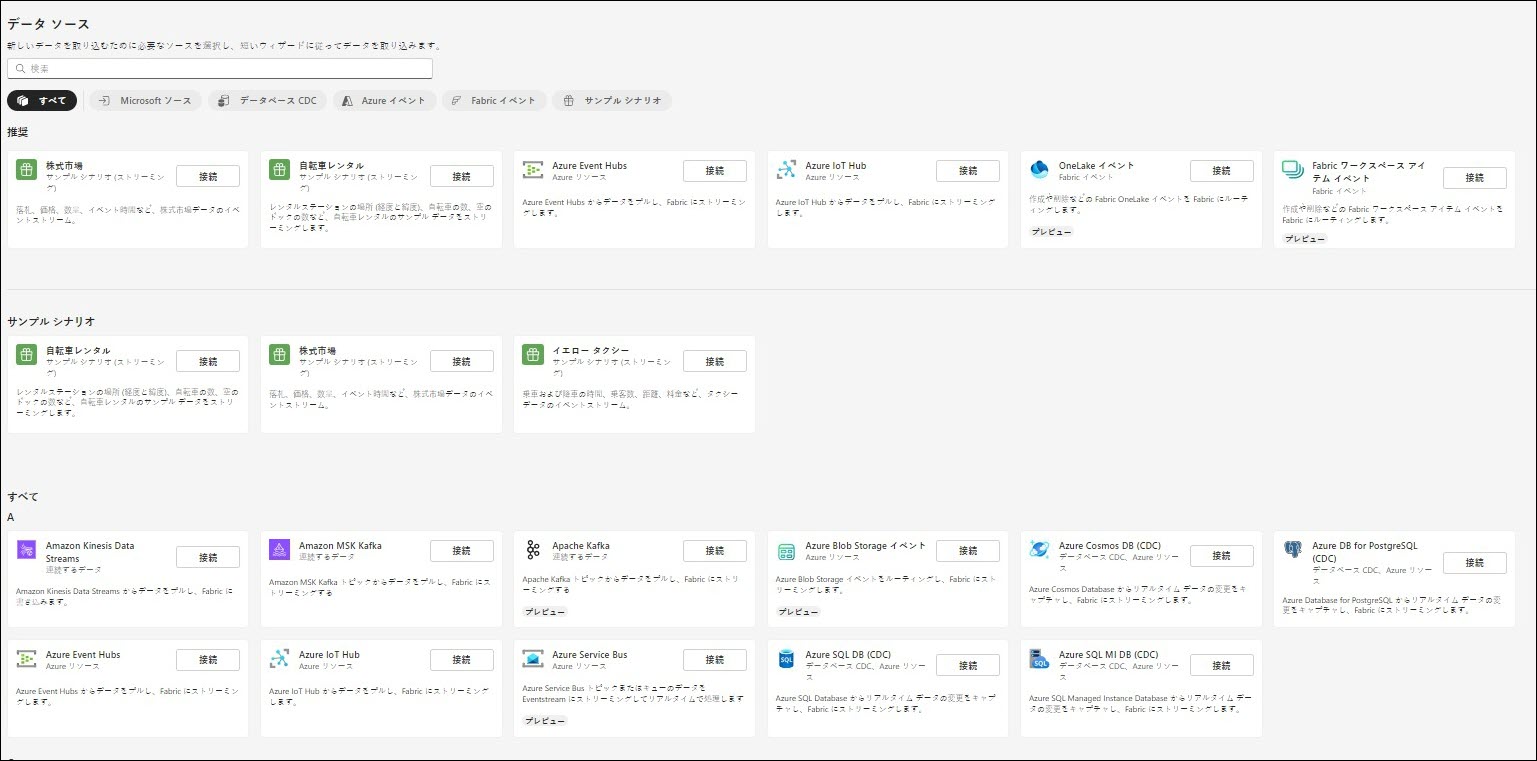 データ ソース
新しいデータを取り込むために必要なソースを選択し、短いウィザードに従ってデータを取り込みます。
検索
すべて
Microsoft ソース
データベース CDC
Azure イベント
Fabric イベント
サンプル シナリオ
推奨
株式市場
サンプル シナリオ (ストリーミン
グ)
接続
落札、価格、数量、イベント時間など、株式市場データのイベ
ントストリーム。
自転車レンタル
サンプル シナリオ (ストリーミン
グ)
接続
レンタルステーションの場所 (経度と緯度)、自転車の数、空の
ドックの数など、自転車レンタルのサンプル データをストリ
ーミングします。
Azure Event Hubs
Azure リソース
接続
Azure Event Hubs からデータをプルし、Fabric にストリーミン
グします。
Azure IoT Hub
Azure リソース
接続
Azure IoT Hub からデータをプルし、Fabric にストリーミング
します。
OneLake イベント
Fabric イベント
接続
作成や削除などの Fabric OneLake イベントを Fabric にルーテ
ィングします。
プレビュー
Fabric ワークスペース アイ
テム イベント
Fabric イベント
接続
作成や削除などの Fabric ワークスペース アイテム イベントを
Fabric にルーティングします。
プレビュー
サンプル シナリオ
自転車レンタル
サンプル シナリオ (ストリーミン
グ)
接続
レンタルステーションの場所 (経度と緯度)、自転車の数、空の
ドックの数など、自転車レンタルのサンプル データをストリ
ーミングします。
株式市場
サンプル シナリオ (ストリーミン
グ)
接続
落札、価格、数量、イベント時間など、株式市場データのイベ
ントストリーム。
イエロー タクシー
サンプル シナリオ (ストリーミン
グ)
接続
乗車および降車の時間、乗客数、距離、料金など、タクシー
データのイベントストリーム。
すべて
A
Amazon Kinesis Data
Streams
連続するデータ
接続
Amazon Kinesis Data Streams からデータをプルし、Fabric に
書き込みます。
Amazon MSK Kafka
連続するデータ
接続
Amazon MSK Kafka トピックからデータをプルし、Fabric にス
トリーミングする
Apache Kafka
連続するデータ
接続
Apache Kafka トピックからデータをプルし、Fabric にストリ
ーミングする
プレビュー
Azure Blob Storage イベント
Azure リソース
接続
Azure Blob Storage イベントをルーティングし、Fabric にスト
リーミングします。
プレビュー
Azure Cosmos DB (CDC)
データベース CDC、Azure リソー
ス
接続
Azure Cosmos Database からリアルタイム データの変更をキ
ャプチャし、Fabric にストリーミングします。
Azure DB for PostgreSQL
(CDC)
データベース CDC、Azure リソー
ス
接続
Azure Database for PostgreSQL からリアルタイム データの変
更をキャプチャし、Fabric にストリーミングします。
Azure Event Hubs
Azure リソース
接続
Azure Event Hubs からデータをプルし、Fabric にストリーミン
グします。
Azure IoT Hub
Azure リソース
接続
Azure IoT Hub からデータをプルし、Fabric にストリーミング
します。
Azure Service Bus
Azure リソース
接続
Azure Service Bus トピックまたはキューのデータを
Eventstream にストリーミングしてリアルタイムで処理します
プレビュー
Azure SQL DB (CDC)
データベース CDC、Azure リソー
ス
接続
Azure SQL Database からリアルタイム データの変更をキャプ
チャし、Fabric にストリーミングします。
Azure SQL MI DB (CDC)
データベース CDC、Azure リソー
ス
接続
Azure SQL Managed Instance Database からリアルタイム デー
タの変更をキャプチャし、Fabric にストリーミングします。